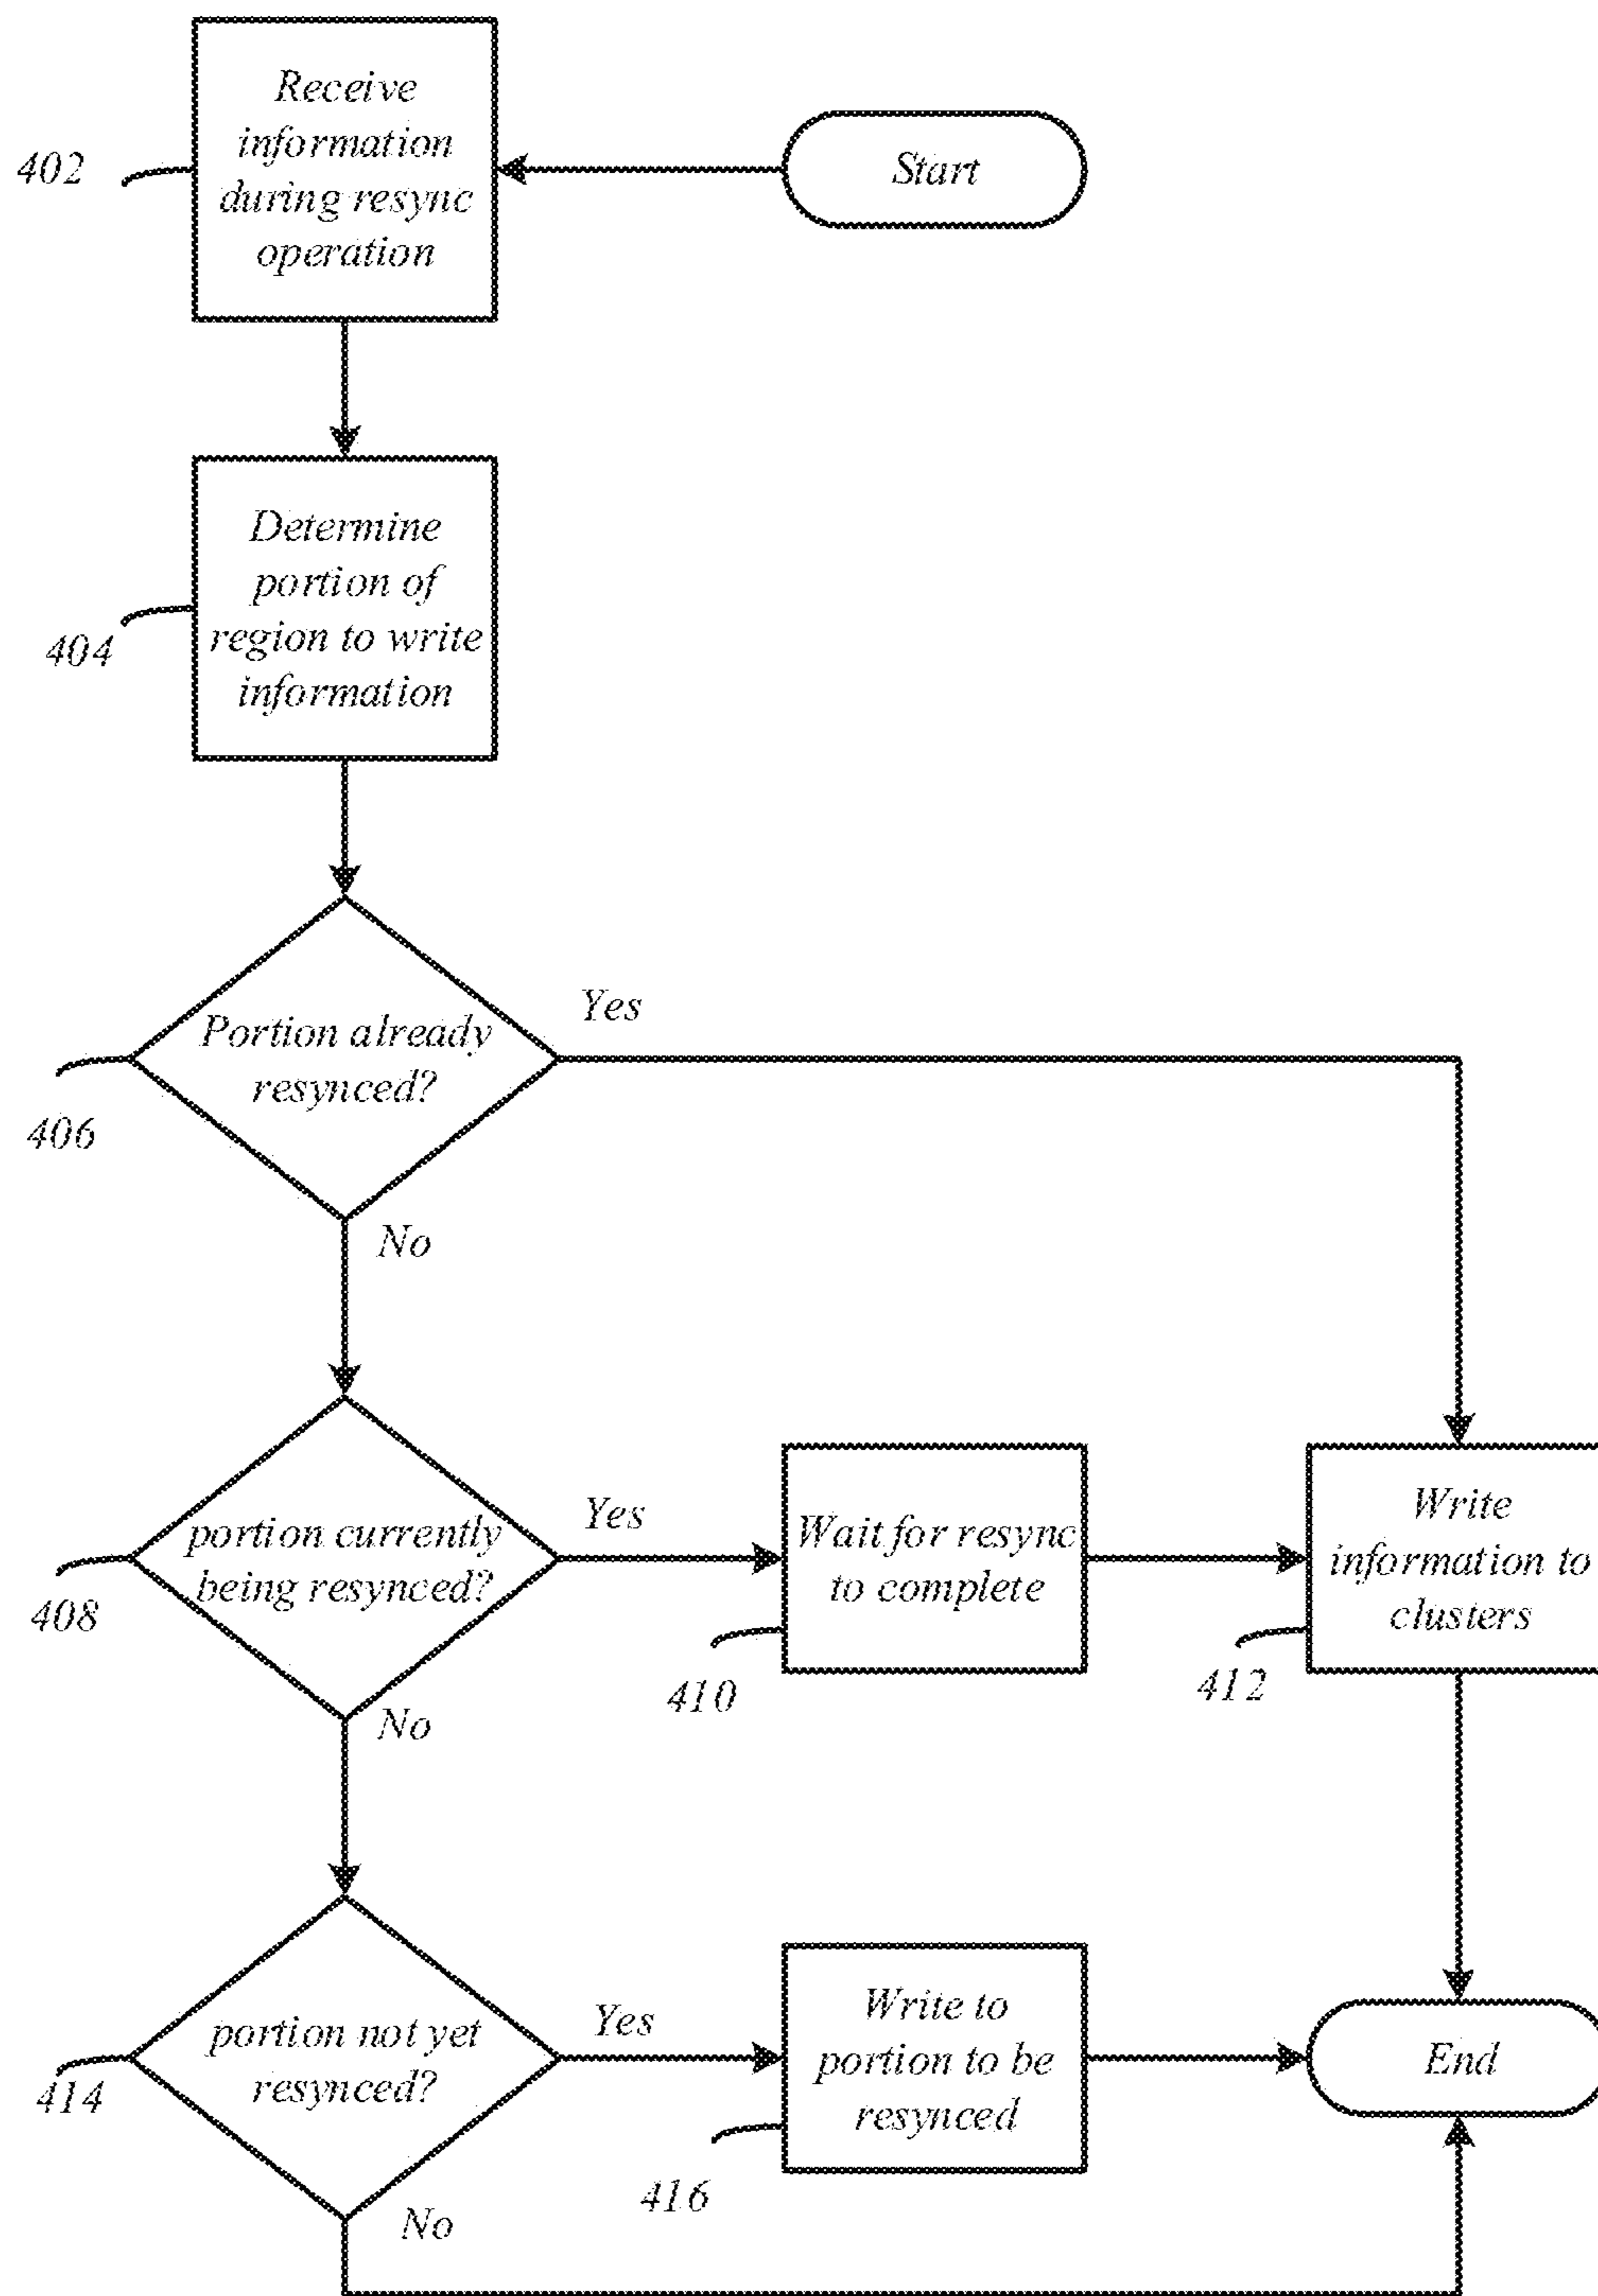 Receive
information
during resync
operation
402
Start
Determine
portion of
region to write
information
404
Portion already
resynced?
Yes
406
No
portion currently
being resynced?
Yes
408
No
Wait for resync
to complete
410
Write
information to
clusters
412
portion not yet
resynced?
Yes
414
No
Write to
portion to be
resynced
416
End